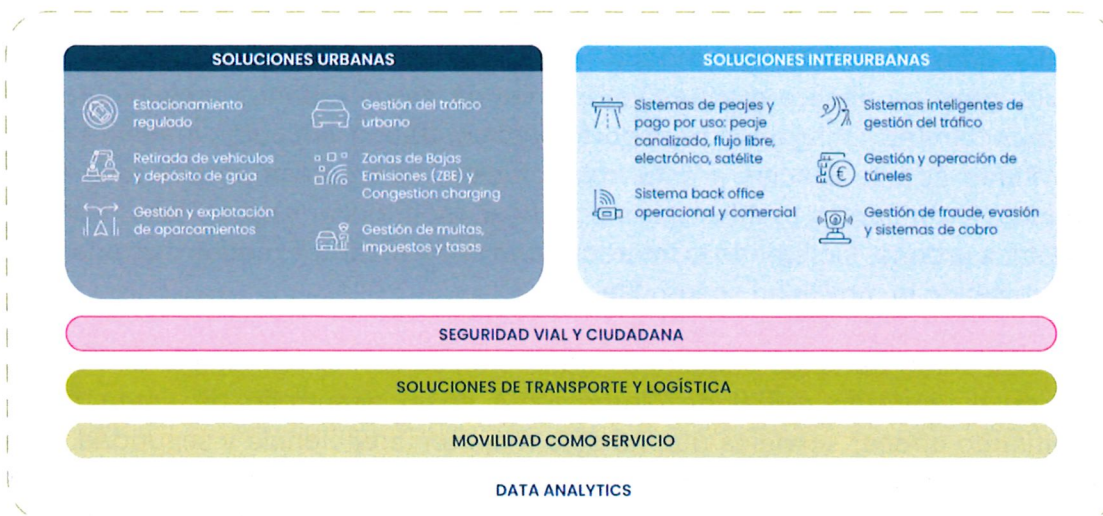 SOLUCIONES URBANAS
Estacionamiento
regulado
Retirada de vehículos
y depósito de grúa
Gestión y explotación
de aparcamientos
Gestión del tráfico
urbano
Zonas de Bajas
Emisiones (ZBE) y
Congestion charging
Gestión de multas,
impuestos y tasas
SOLUCIONES INTERURBANAS
Sistemas de peajes y
pago por uso: peaje
canalizado, flujo libre,
electrónico, satélite
Sistema back office
operacional y comercial
Sistemas inteligentes de
gestión del tráfico
Gestión y operación de
túneles
Gestión de fraude, evasión
y sistemas de cobro
SEGURIDAD VIAL Y CIUDADANA
SOLUCIONES DE TRANSPORTE Y LOGÍSTICA
MOVILIDAD COMO SERVICIO
DATA ANALYTICS